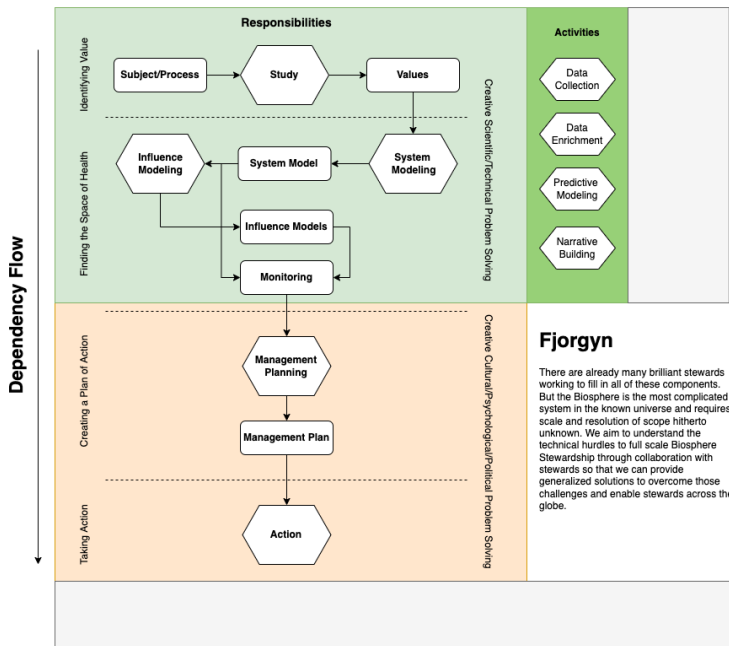 Responsibilities
Activities
Dependency Flow
Identifying Value
Subject/Process
Study
Values
Creative Scientific/Technical Problem Solving
Finding the Space of Health
Influence
Modeling
System Model
System
Modeling
Influence Models
Monitoring
Data
Collection
Data
Enrichment
Predictive
Modeling
Narrative
Building
Creating a Plan of Action
Management
Planning
Management Plan
Creative Cultural/Psychological/Political Problem Solving
Taking Action
Action
Fjorgyn
There are already many brilliant stewards
working to fill in all of these components.
But the Biosphere is the most complicated
system in the known universe and requires
scale and resolution of scope hitherto
unknown. We aim to understand the
technical hurdles to full scale Biosphere
Stewardship through collaboration with
stewards so that we can provide
generalized solutions to overcome those
challenges and enable stewards across the
globe.